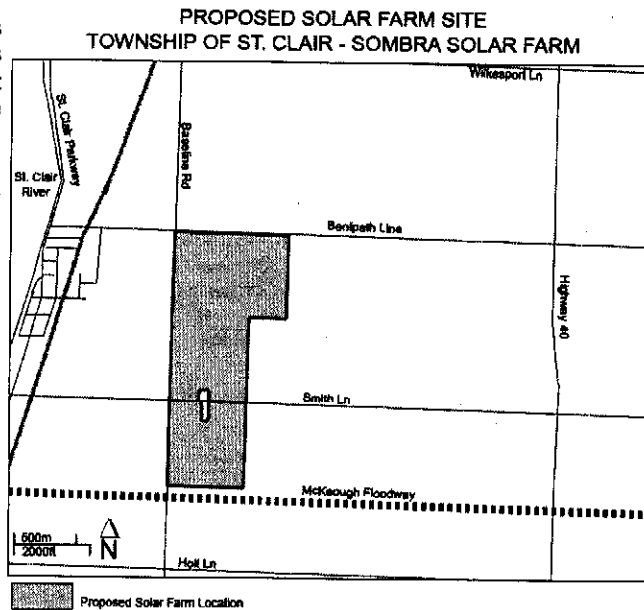 PROPOSED SOLAR FARM SITE
TOWNSHIP OF ST. CLAIR - SOMBRA SOLAR FARM
Wilkesport Ln
St. Clair Parkway
Baseline Rd
St. Clair
River
Bentpath Line
Highway 40
Smith Ln
McKeough Floodway
500m
2000ft
N
Holt Ln
Proposed Solar Farm Location